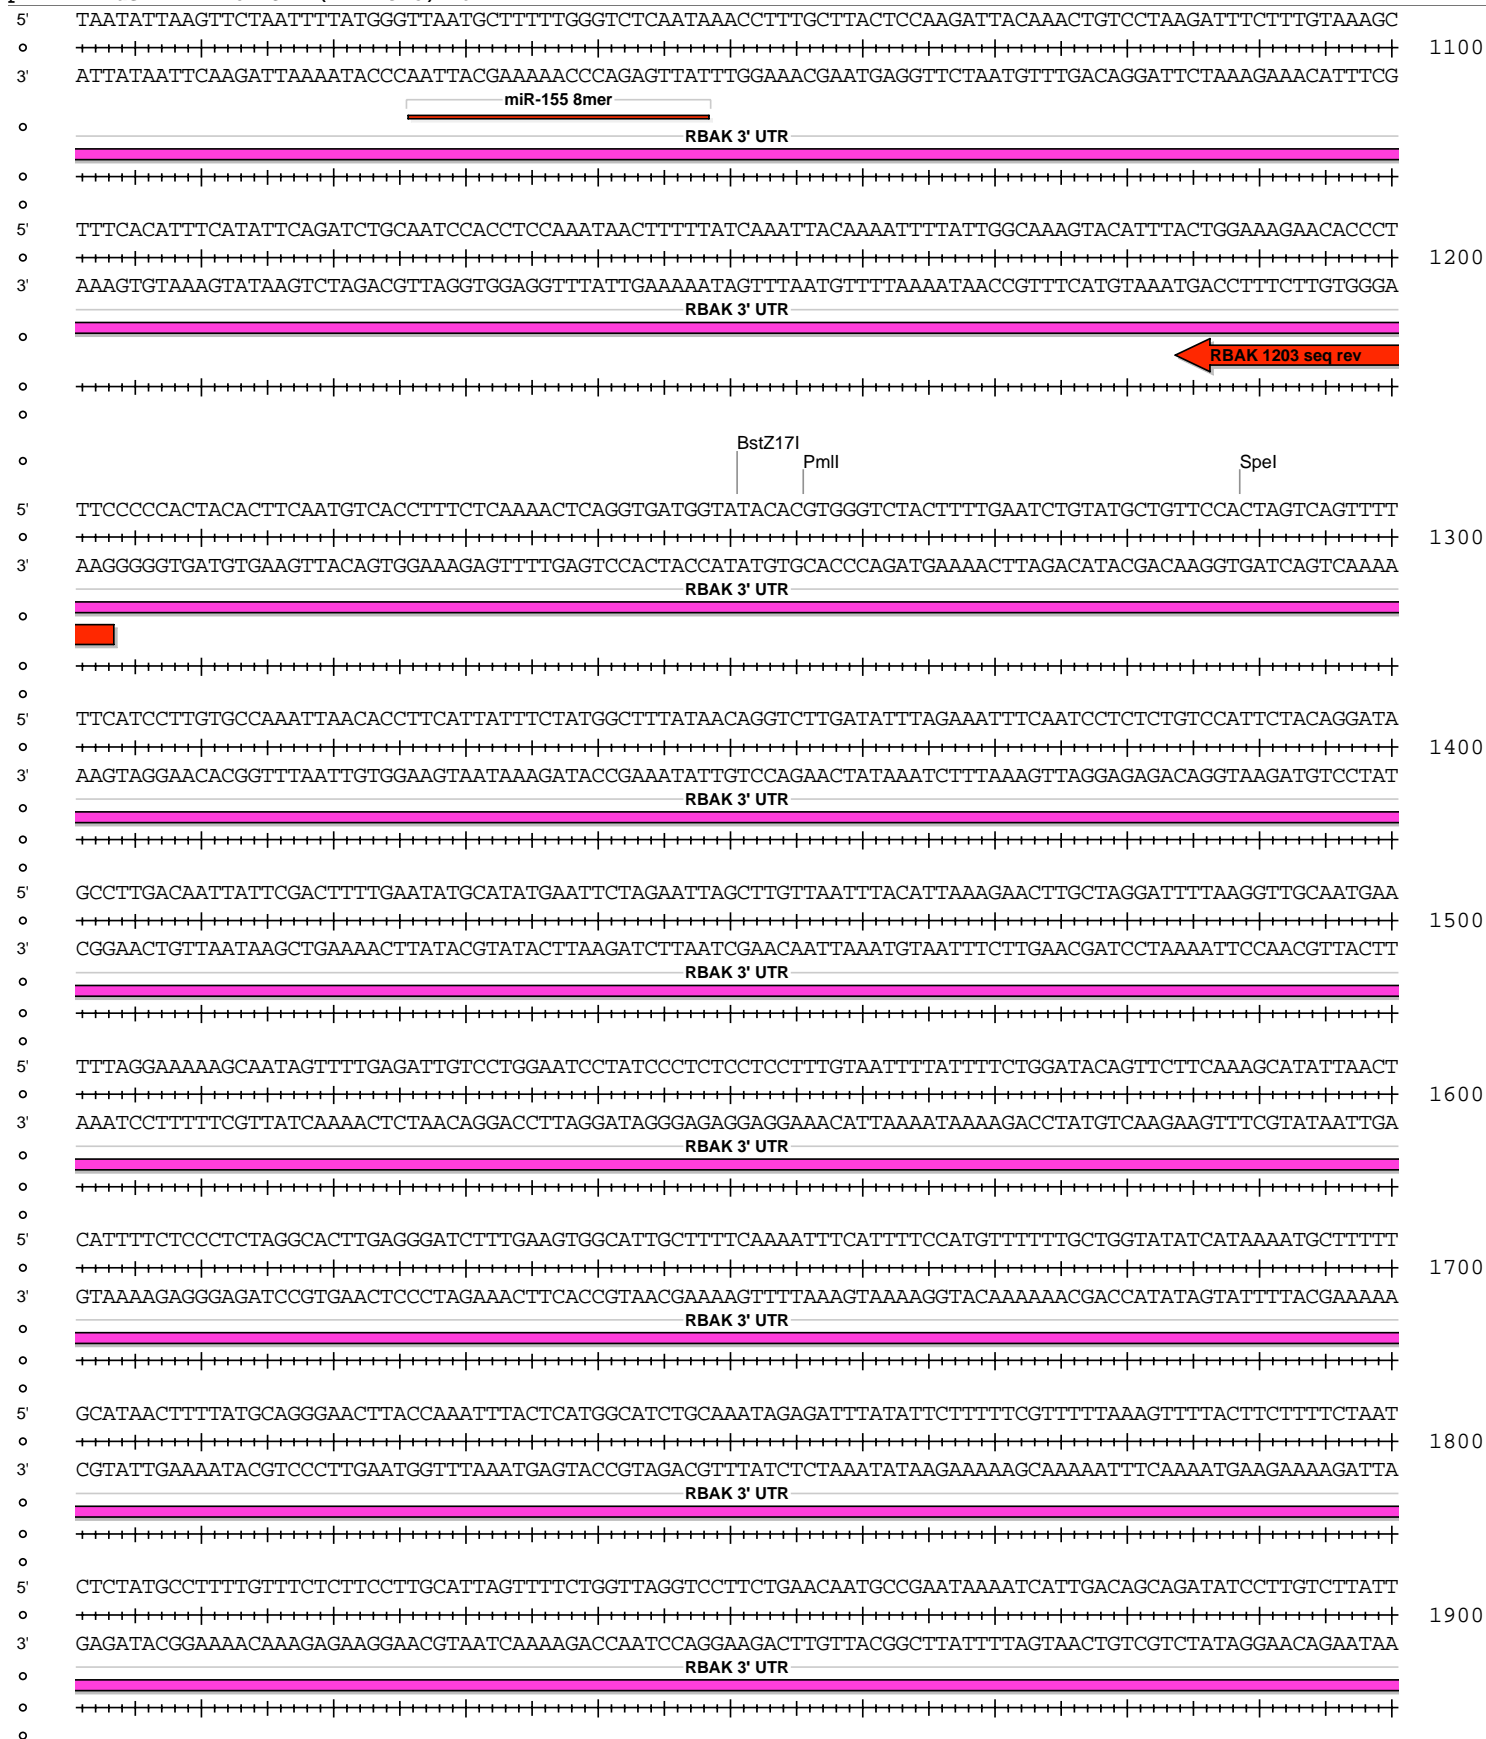 5' TAATATTAAGTTCTAATTTTATGGGTTAATGCTTTTTGGGTCTCAATAAACCTTTGCTTACTCCAAGATTACAAACTGTCCTAAGATTTCTTTGTAAAGC
1100
3' ATTATAATTCAAGATTAAAATACCCAATTACGAAAAACCCAGAGTTATTTGGAAACGAATGAGGTTCTAATGTTTGACAGGATTCTAAAGAAACATTTCG
miR-155 8mer
RBAK 3' UTR
5' TTTCACATTTCATATTCAGATCTGCAATCCACCTCCAAATAACTTTTTATCAAATTACAAAATTTTATTGGCAAAGTACATTTACTGGAAAGAACACCCT
1200
3' AAAGTGTAAAGTATAAGTCTAGACGTTAGGTGGAGGTTTATTGAAAAATAGTTTAATGTTTTAAAATAACCGTTTCATGTAAATGACCTTTCTTGTGGGA
RBAK 3' UTR
RBAK 1203 seq rev
BstZ17I
PmlI
SpeI
5' TTCCCCCACTACACTTCAATGTCACCTTTCTCAAAACTCAGGTGATGGTATACACGTGGGTCTACTTTTGAATCTGTATGCTGTTCCACTAGTCAGTTTT
1300
3' AAGGGGGTGATGTGAAGTTACAGTGGAAAGAGTTTTGAGTCCACTACCATATGTGCACCCAGATGAAAACTTAGACATACGACAAGGTGATCAGTCAAAA
RBAK 3' UTR
5' TTCATCCTTGTGCCAAATTAACACCTTCATTATTTCTATGGCTTTATAACAGGTCTTGATATTTAGAAATTTCAATCCTCTCTGTCCATTCTACAGGATA
1400
3' AAGTAGGAACACGGTTTAATTGTGGAAGTAATAAAGATACCGAAATATTGTCCAGAACTATAAATCTTTAAAGTTAGGAGAGACAGGTAAGATGTCCTAT
RBAK 3' UTR
5' GCCTTGACAATTATTCGACTTTTGAATATGCATATGAATTCTAGAATTAGCTTGTTAATTTACATTAAAGAACTTGCTAGGATTTTAAGGTTGCAATGAA
1500
3' CGGAACTGTTAATAAGCTGAAAACTTATACGTATACTTAAGATCTTAATCGAACAATTAAATGTAATTTCTTGAACGATCCTAAAATTCCAACGTTACTT
RBAK 3' UTR
5' TTTAGGAAAAAGCAATAGTTTTGAGATTGTCCTGGAATCCTATCCCTCTCCTCCTTTGTAATTTTATTTTCTGGATACAGTTCTTCAAAGCATATTAACT
1600
3' AAATCCTTTTTCGTTATCAAAACTCTAACAGGACCTTAGGATAGGGAGAGGAGGAAACATTAAAATAAAAGACCTATGTCAAGAAGTTTCGTATAATTGA
RBAK 3' UTR
5' CATTTTCTCCCTCTAGGCACTTGAGGGATCTTTGAAGTGGCATTGCTTTTCAAAATTTCATTTTCCATGTTTTTTGCTGGTATATCATAAAATGCTTTTT
1700
3' GTAAAAGAGGGAGATCCGTGAACTCCCTAGAAACTTCACCGTAACGAAAAGTTTTAAAGTAAAAGGTACAAAAAACGACCATATAGTATTTTACGAAAAA
RBAK 3' UTR
5' GCATAACTTTTATGCAGGGAACTTACCAAATTTACTCATGGCATCTGCAAATAGAGATTTATATTCTTTTTCGTTTTTAAAGTTTTACTTCTTTTCTAAT
1800
3' CGTATTGAAAATACGTCCCTTGAATGGTTTAAATGAGTACCGTAGACGTTTATCTCTAAATATAAGAAAAAGCAAAAATTTCAAAATGAAGAAAAGATTA
RBAK 3' UTR
5' CTCTATGCCTTTTGTTTCTCTTCCTTGCATTAGTTTTCTGGTTAGGTCCTTCTGAACAATGCCGAATAAAATCATTGACAGCAGATATCCTTGTCTTATT
1900
3' GAGATACGGAAAACAAAGAGAAGGAACGTAATCAAAAGACCAATCCAGGAAGACTTGTTACGGCTTATTTTAGTAACTGTCGTCTATAGGAACAGAATAA
RBAK 3' UTR